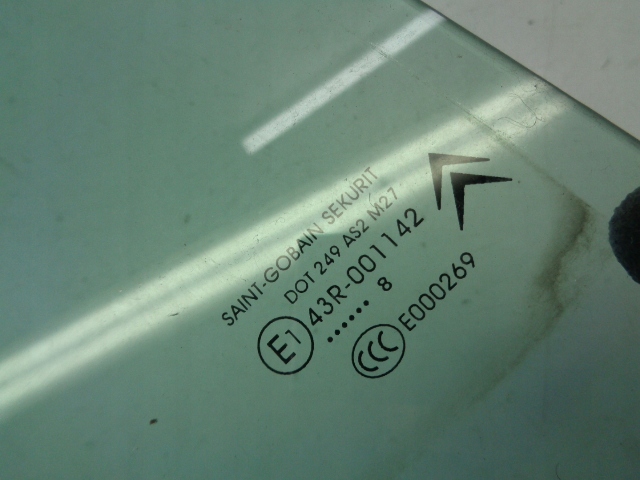 SAINT-GOBAIN SEKURIT
DOT 249 AS2 M27
E1 43R-001142
...... 8
CCC E000269